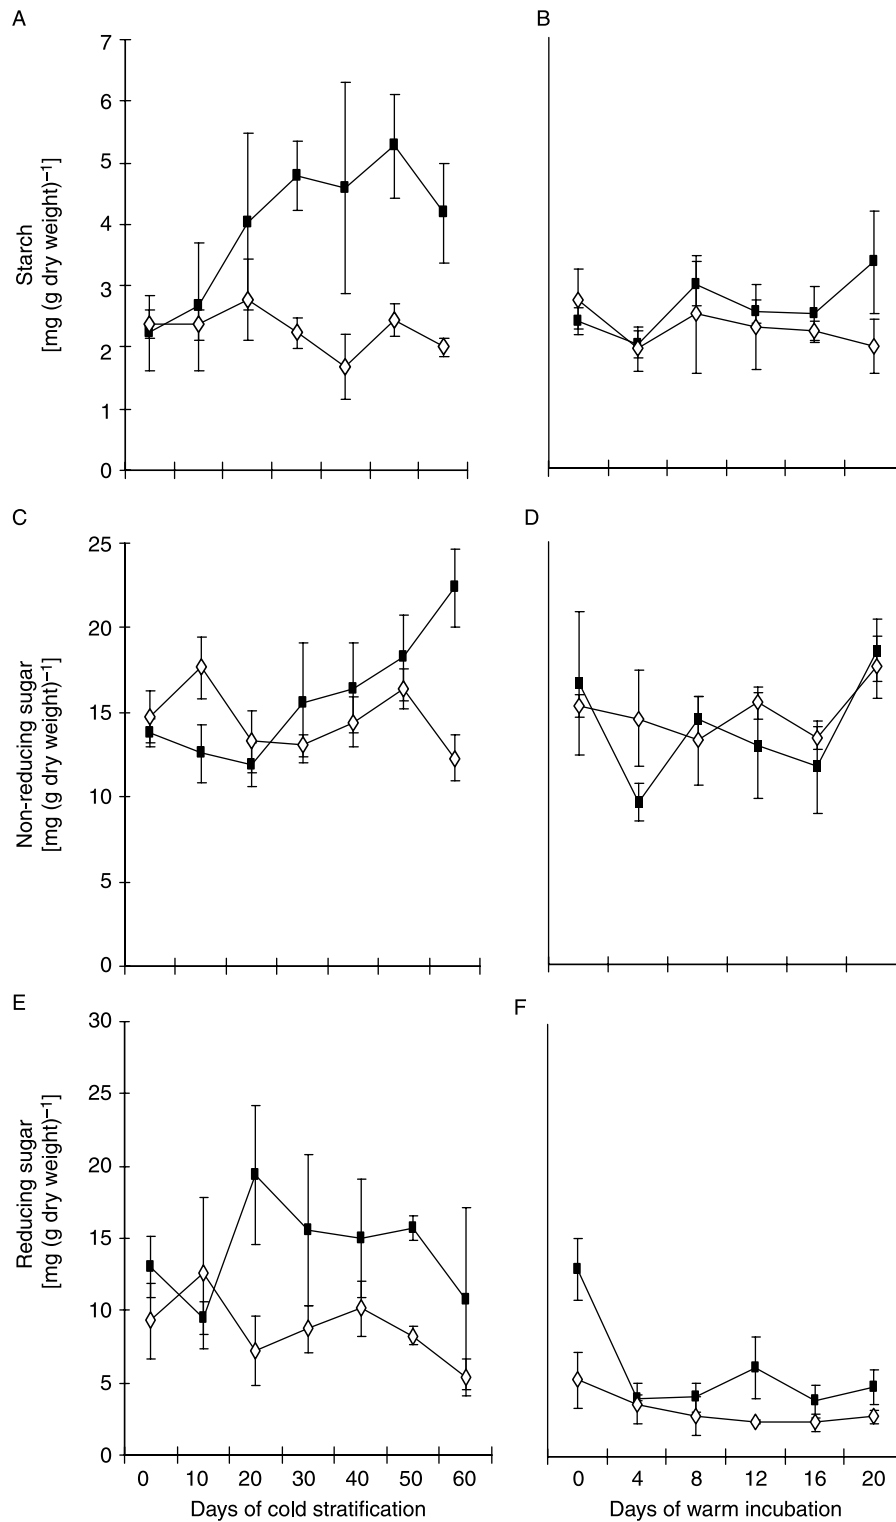 A
B
7
6
5
4
3
2
1
0
Starch
[mg (g dry weight)⁻¹]
C
D
25
20
15
10
5
0
Non-reducing sugar
[mg (g dry weight)⁻¹]
E
F
30
25
20
15
10
5
0
Reducing sugar
[mg (g dry weight)⁻¹]
0 10 20 30 40 50 60
Days of cold stratification
0 4 8 12 16 20
Days of warm incubation